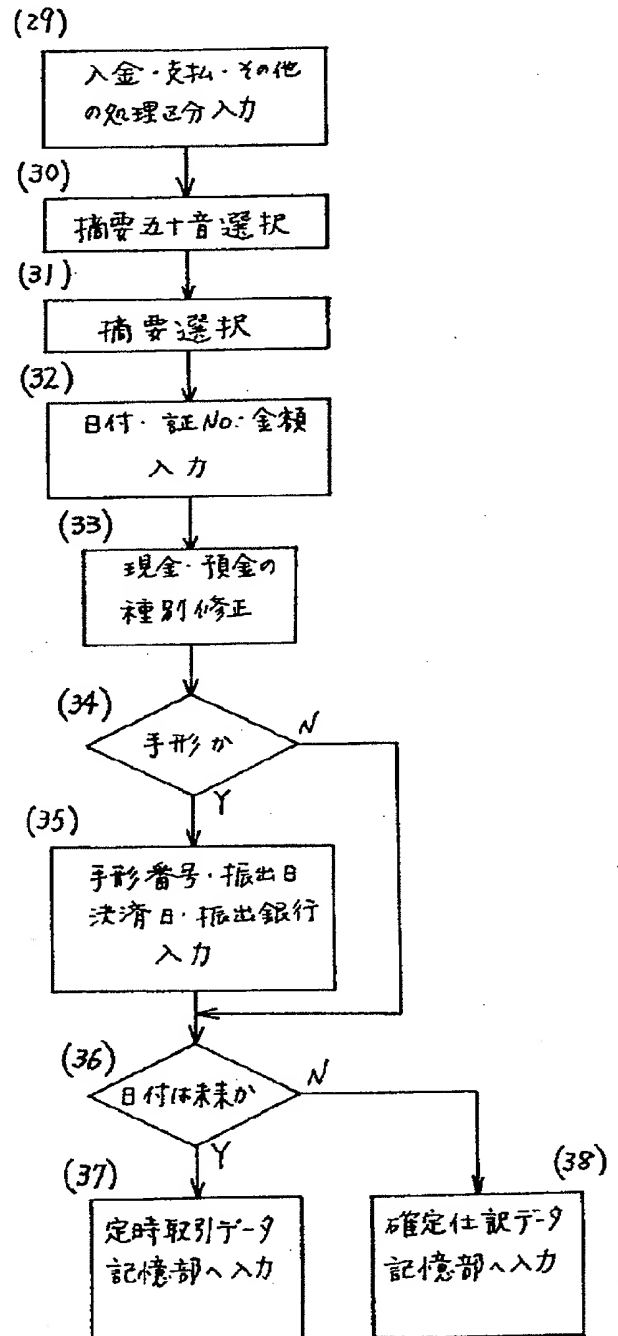 (29)
入金・支払・その他
の処理区分入力
(30)
摘要五十音選択
(31)
摘要選択
(32)
日付・証No.・金額
入力
(33)
現金・預金の
種別修正
(34)
手形か
N
Y
(35)
手形番号・振出日
決済日・振出銀行
入力
(36)
日付は未来か
N
Y
(37)
定時取引データ
記憶部へ入力
(38)
確定仕訳データ
記憶部へ入力